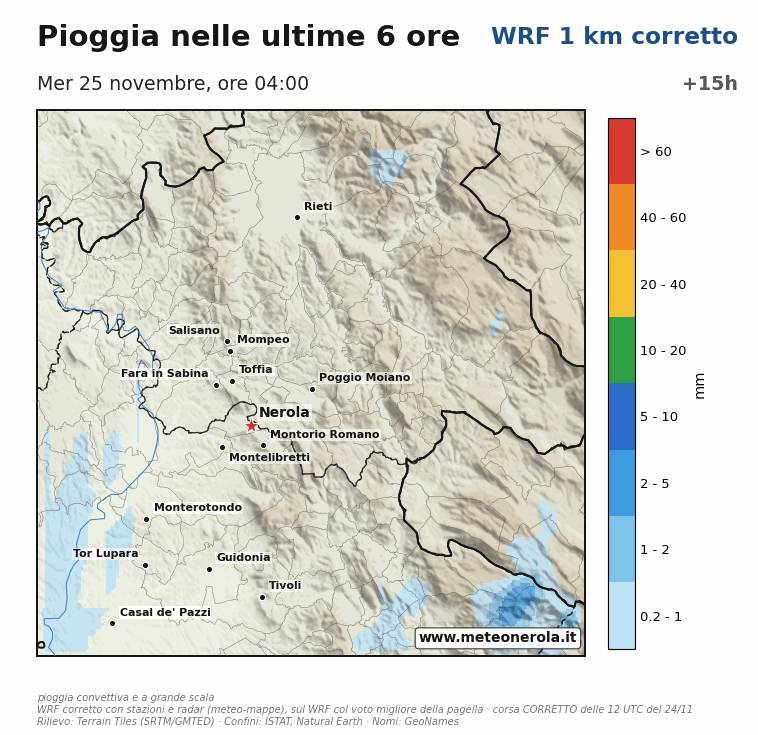 Pioggia nelle ultime 6 ore
WRF 1 km corretto
Mer 25 novembre, ore 04:00
+15h
Rieti
Salisano
Mompeo
Toffia
Fara in Sabina
Poggio Moiano
Nerola
Montorio Romano
Montelibretti
Monterotondo
Tor Lupara
Guidonia
Tivoli
Casal de' Pazzi
www.meteonerola.it
> 60
40 - 60
20 - 40
10 - 20
5 - 10
2 - 5
1 - 2
0.2 - 1
mm
pioggia convettiva e a grande scala
WRF corretto con stazioni e radar (meteo-mappe), sul WRF col voto migliore della pagella · corsa CORRETTO delle 12 UTC del 24/11
Rilievo: Terrain Tiles (SRTM/GMTED) · Confini: ISTAT, Natural Earth · Nomi: GeoNames